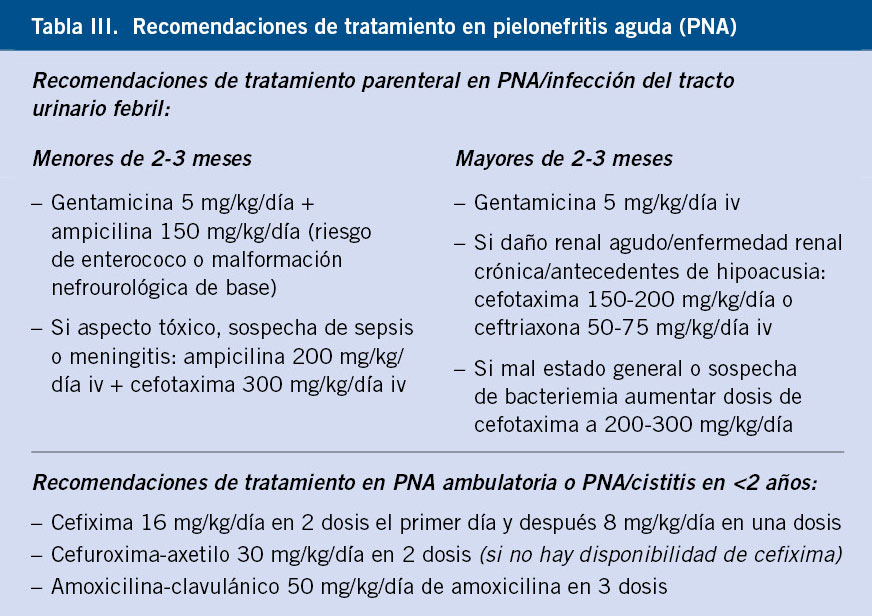 Tabla III. Recomendaciones de tratamiento en pielonefritis aguda (PNA)
Recomendaciones de tratamiento parenteral en PNA/infección del tracto
urinario febril:
Menores de 2-3 meses
– Gentamicina 5 mg/kg/día +
ampicilina 150 mg/kg/día (riesgo
de enterococo o malformación
nefrourológica de base)
– Si aspecto tóxico, sospecha de sepsis
o meningitis: ampicilina 200 mg/kg/
día iv + cefotaxima 300 mg/kg/día iv
Mayores de 2-3 meses
– Gentamicina 5 mg/kg/día iv
– Si daño renal agudo/enfermedad renal
crónica/antecedentes de hipoacusia:
cefotaxima 150-200 mg/kg/día o
ceftriaxona 50-75 mg/kg/día iv
– Si mal estado general o sospecha
de bacteriemia aumentar dosis de
cefotaxima a 200-300 mg/kg/día
Recomendaciones de tratamiento en PNA ambulatoria o PNA/cistitis en <2 años:
– Cefixima 16 mg/kg/día en 2 dosis el primer día y después 8 mg/kg/día en una dosis
– Cefuroxima-axetilo 30 mg/kg/día en 2 dosis (si no hay disponibilidad de cefixima)
– Amoxicilina-clavulánico 50 mg/kg/día de amoxicilina en 3 dosis